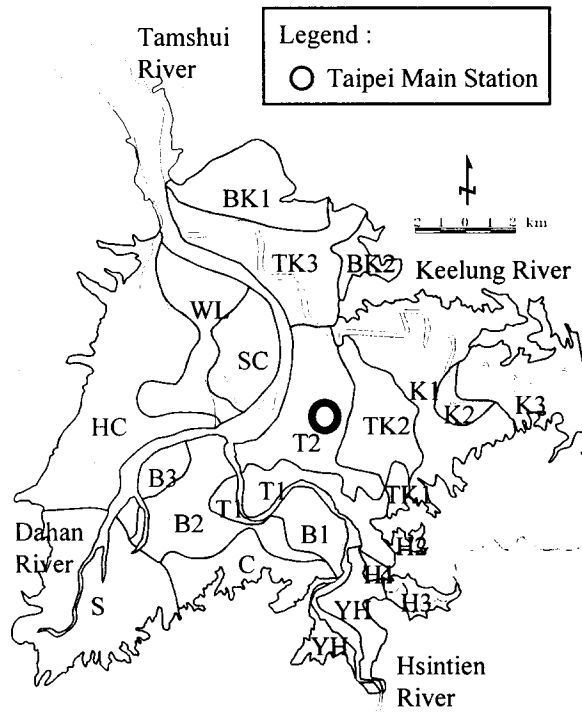 Tamshui
River
Legend :
Taipei Main Station
BK1
2 1 0 1 2 km
TK3
BK2
Keelung River
WL
SC
K1
K2
K3
HC
T2
TK2
B3
T1
TK1
B2
T1
B1
H2
Dahan
River
C
H4
S
YH
H3
YH
Hsintien
River